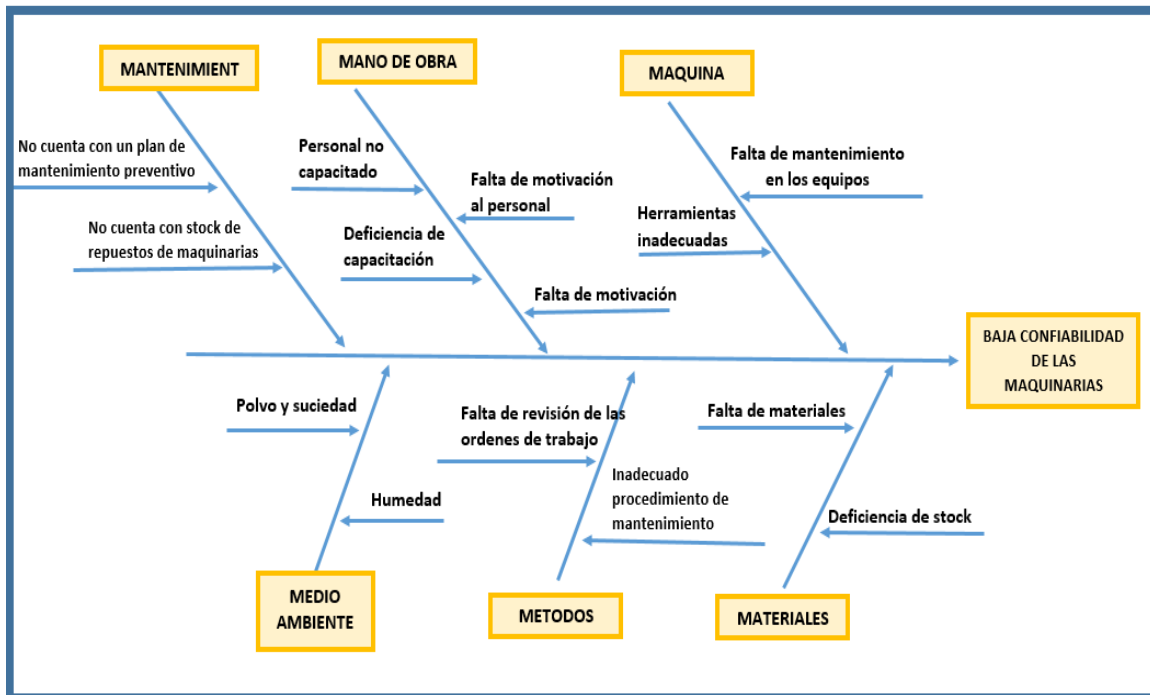 MANTENIMIENT
MANO DE OBRA
MAQUINA
No cuenta con un plan de
mantenimiento preventivo
No cuenta con stock de
repuestos de maquinarias
Personal no
capacitado
Falta de motivación
al personal
Deficiencia de
capacitación
Falta de motivación
Falta de mantenimiento
en los equipos
Herramientas
inadecuadas
BAJA CONFIABILIDAD
DE LAS
MAQUINARIAS
Polvo y suciedad
Humedad
Falta de revisión de las
ordenes de trabajo
Inadecuado
procedimiento de
mantenimiento
Falta de materiales
Deficiencia de stock
MEDIO
AMBIENTE
METODOS
MATERIALES